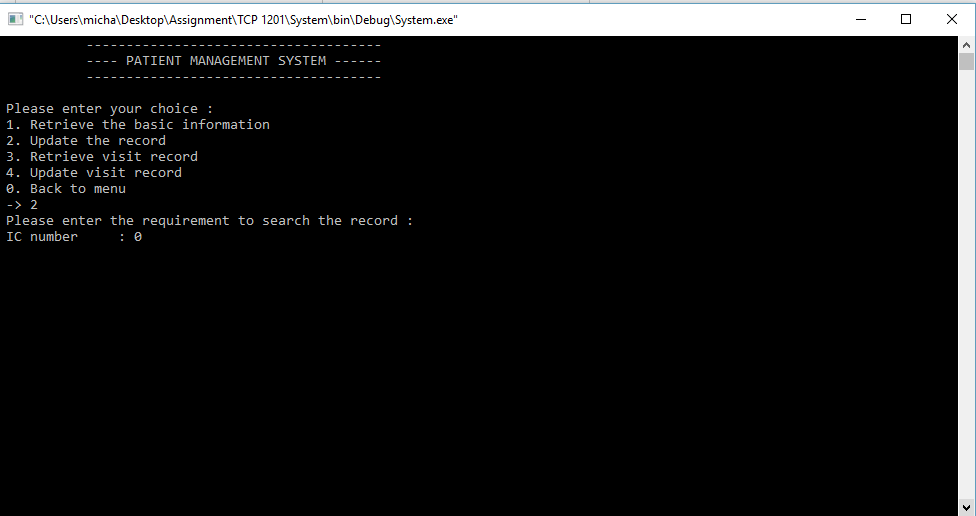 "C:\Users\micha\Desktop\Assignment\TCP 1201\System\bin\Debug\System.exe"
-------------------------------------
---- PATIENT MANAGEMENT SYSTEM ------
-------------------------------------
Please enter your choice :
1. Retrieve the basic information
2. Update the record
3. Retrieve visit record
4. Update visit record
0. Back to menu
-> 2
Please enter the requirement to search the record :
IC number     : 0